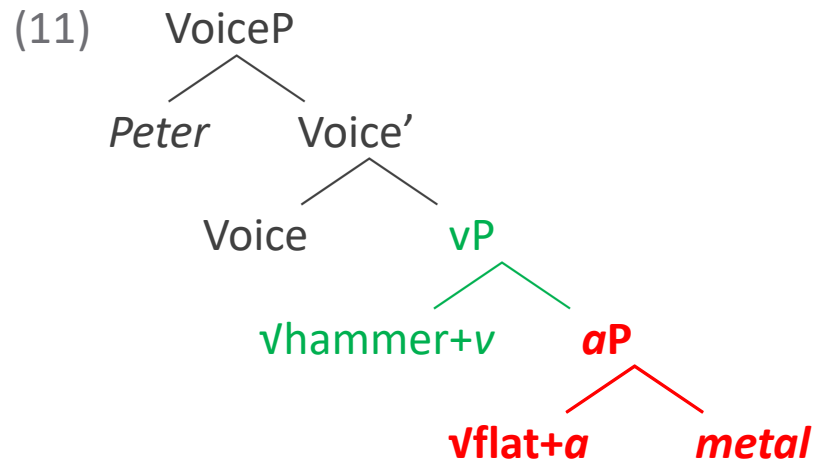 (11) VoiceP
Peter Voice’
Voice vP
√hammer+v aP
√flat+a metal